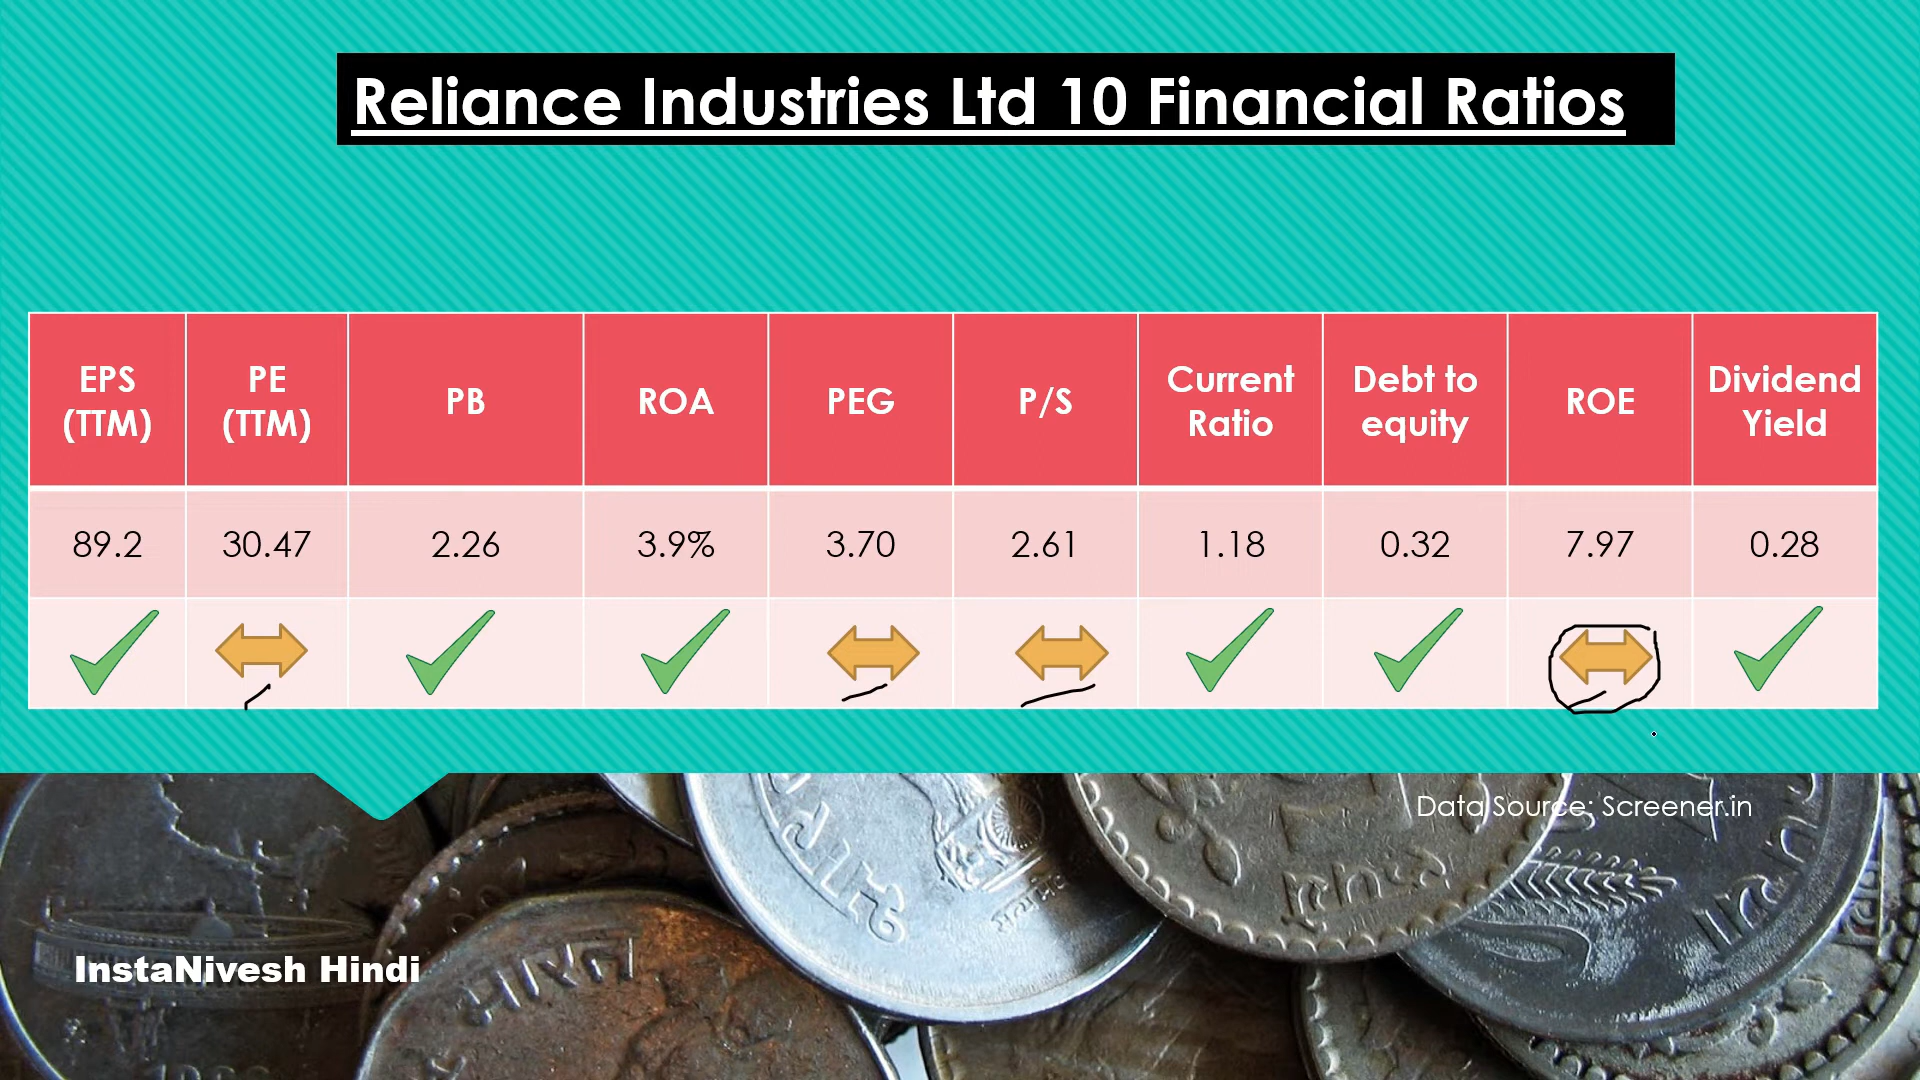 Reliance Industries Ltd 10 Financial Ratios
EPS
(TTM)
PE
(TTM)
PB
ROA
PEG
P/S
Current
Ratio
Debt to
equity
ROE
Dividend
Yield
89.2
30.47
2.26
3.9%
3.70
2.61
1.18
0.32
7.97
0.28
Data Source: Screener.in
InstaNivesh Hindi